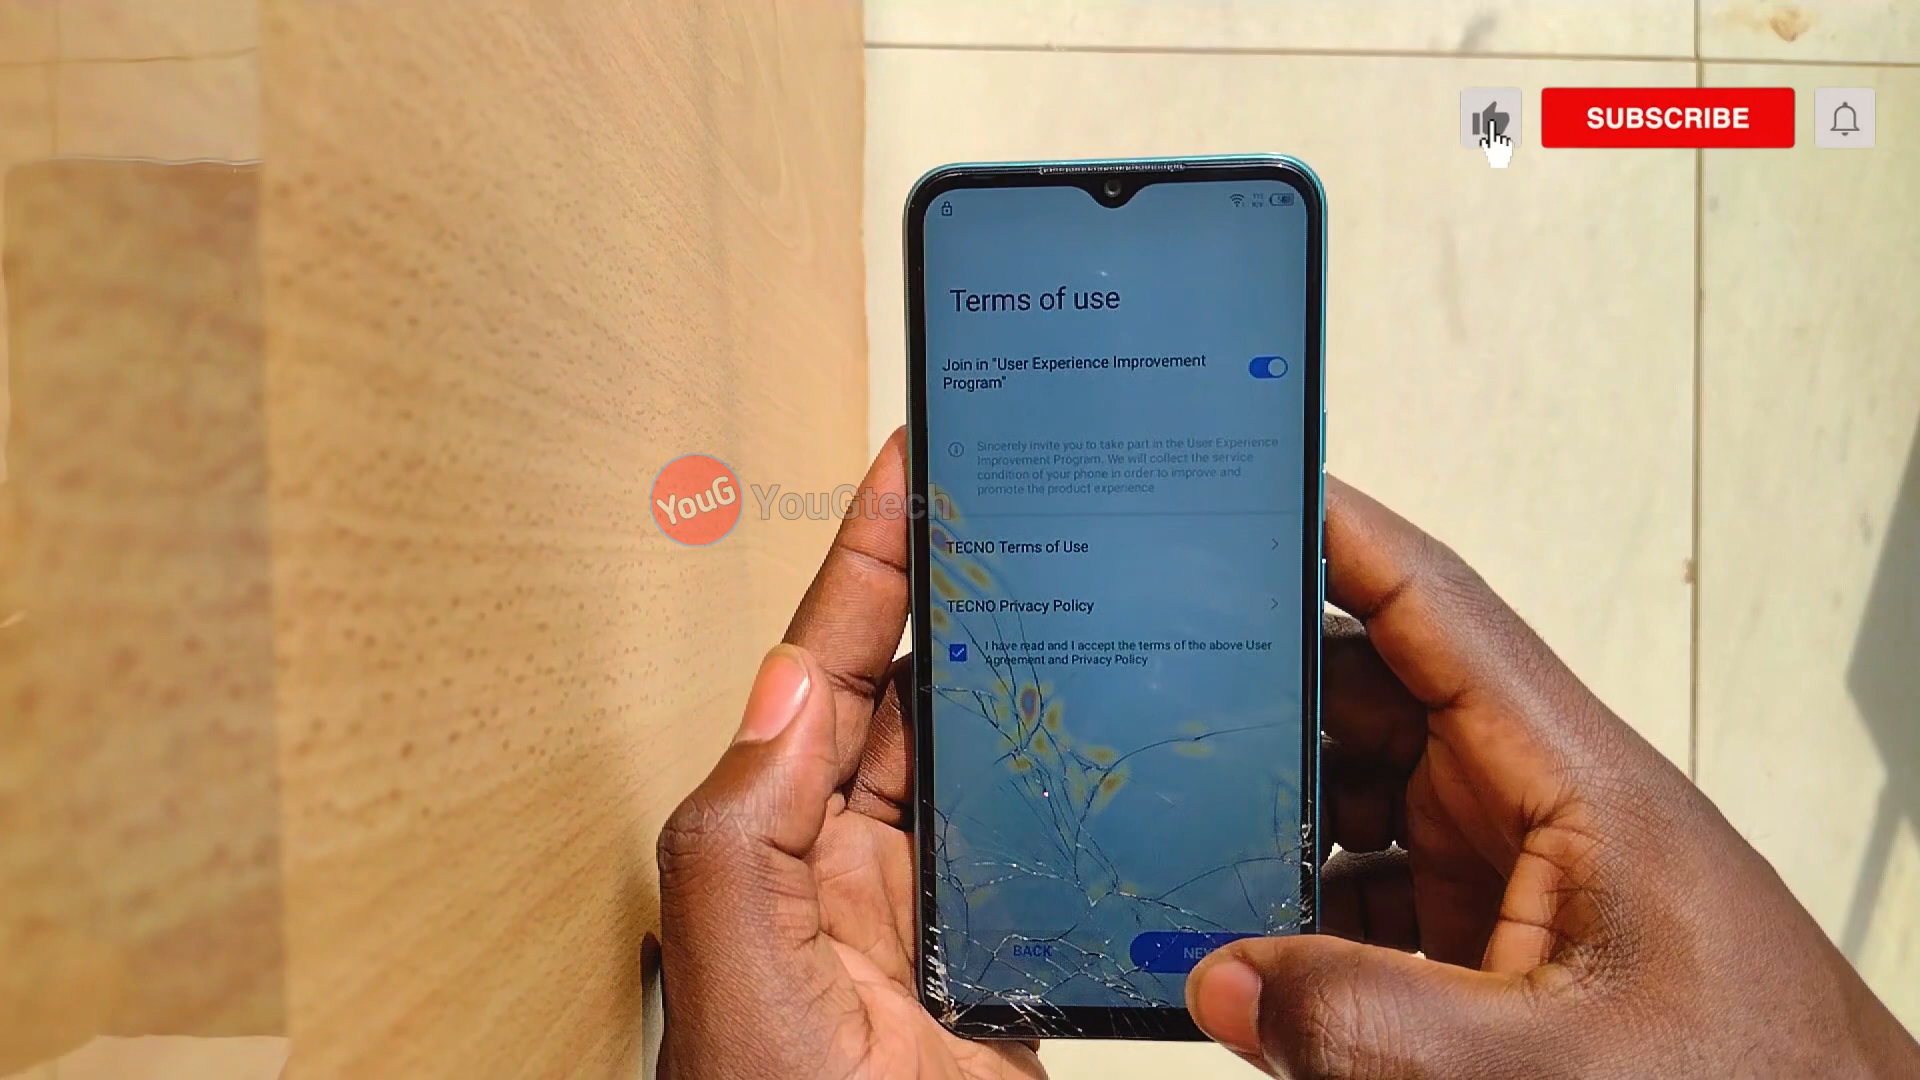 SUBSCRIBE
Terms of use
Join in "User Experience Improvement
Program"
Sincerely invite you to take part in the User Experience
Improvement Program. We will collect the service
condition of your phone in order to improve and
promote the product experience
YouG YouGtech
TECNO Terms of Use
TECNO Privacy Policy
I have read and I accept the terms of the above User
Agreement and Privacy Policy
BACK